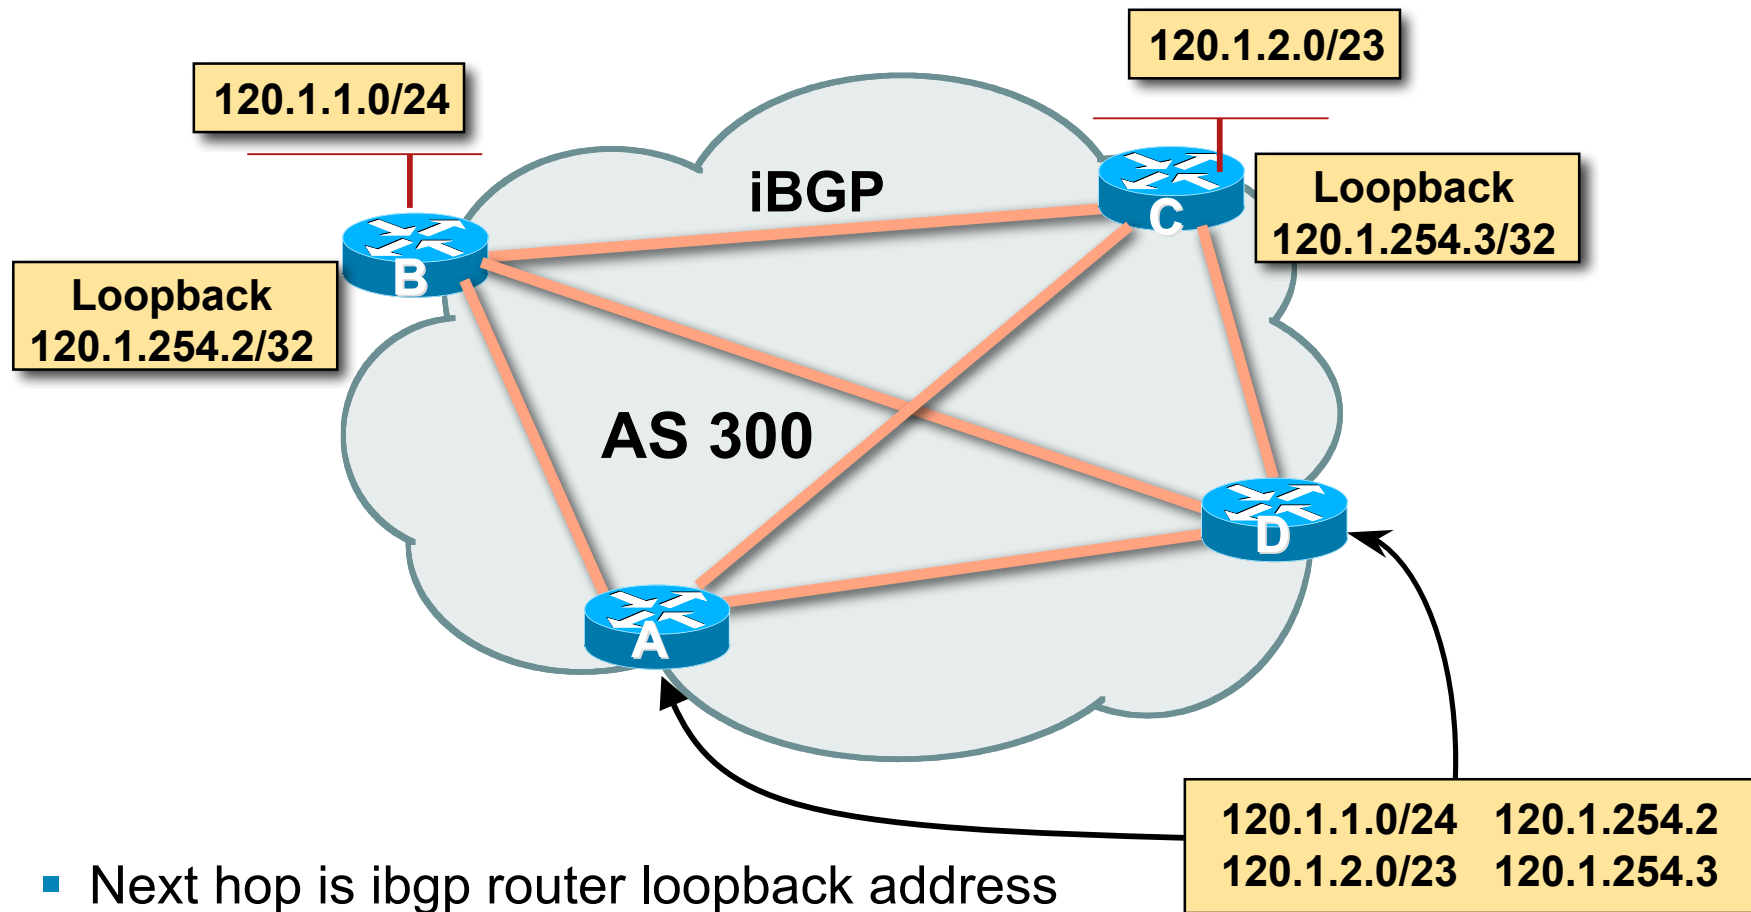 120.1.2.0/23
120.1.1.0/24
iBGP
C
Loopback
120.1.254.3/32
B
Loopback
120.1.254.2/32
AS 300
D
A
120.1.1.0/24 120.1.254.2
120.1.2.0/23 120.1.254.3
▪ Next hop is ibgp router loopback address